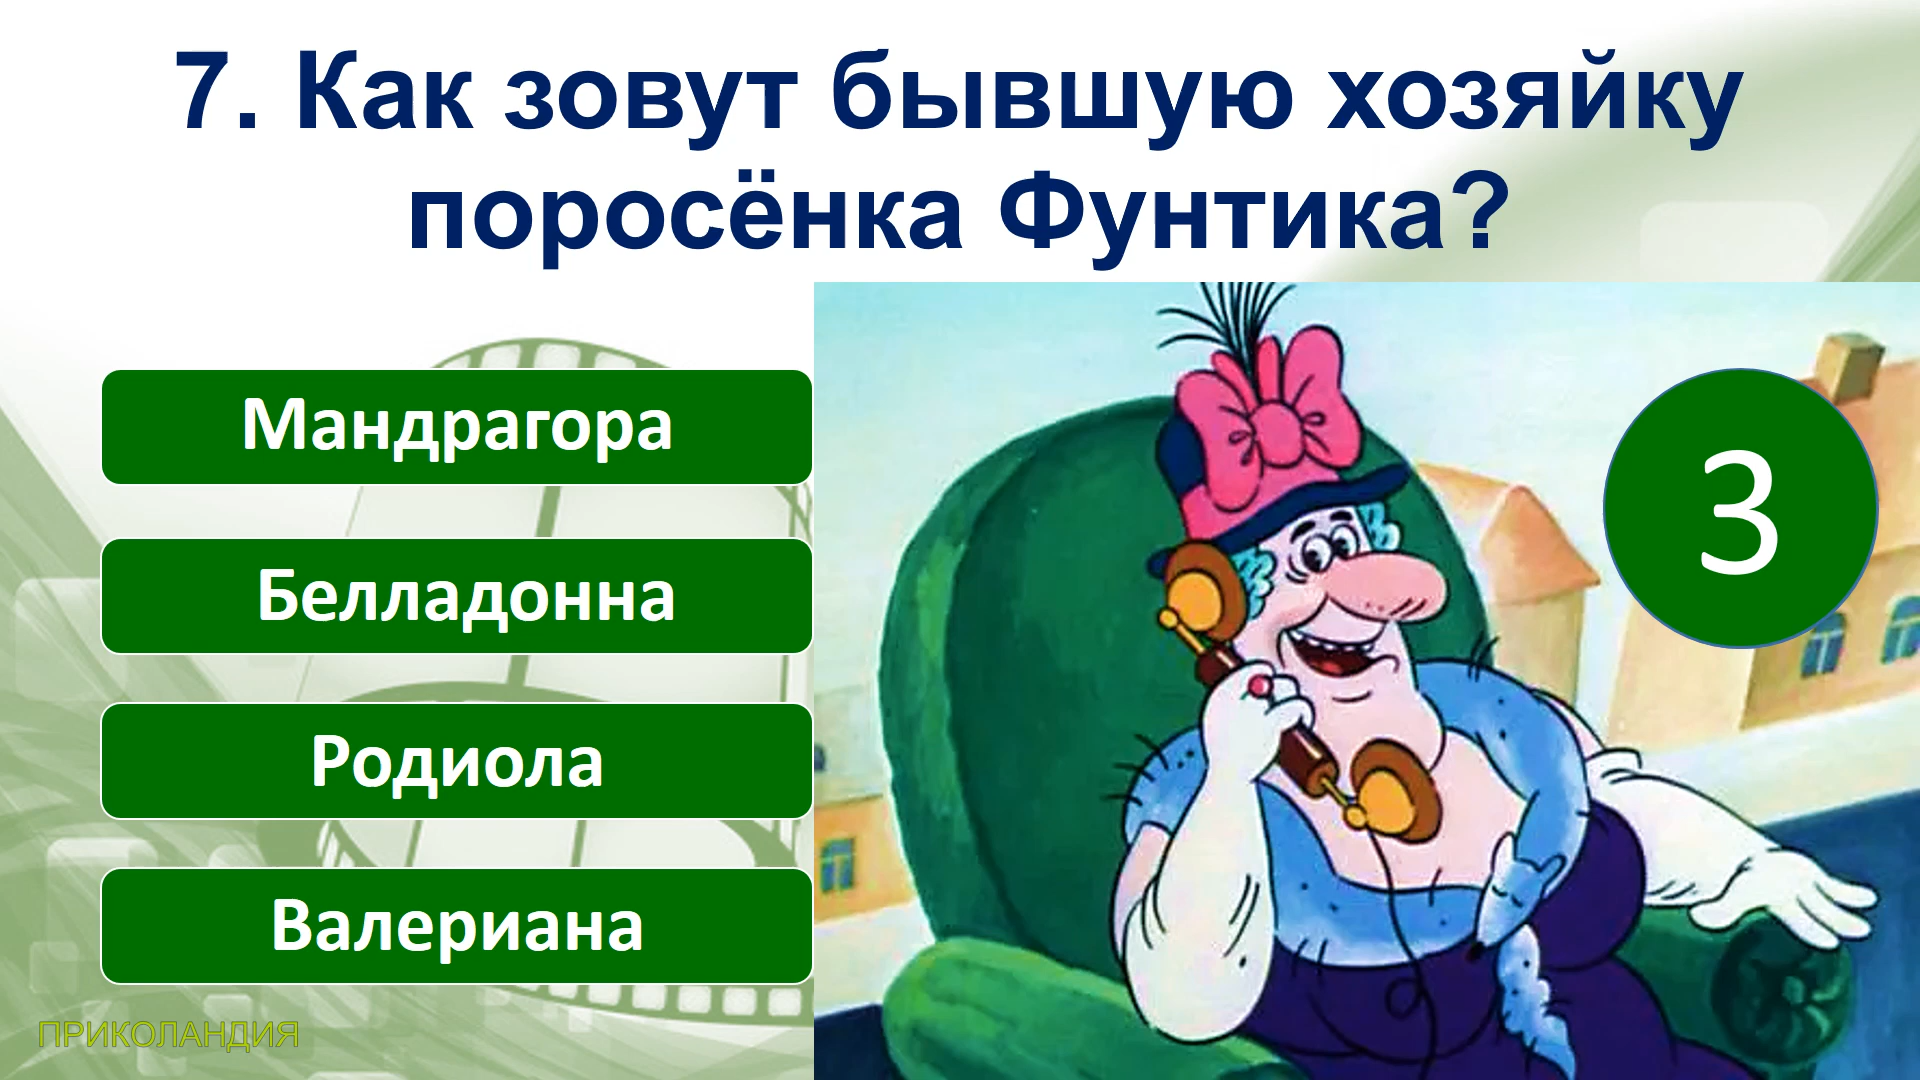 7. Как зовут бывшую хозяйку
поросёнка Фунтика?
Мандрагора
Белладонна
Родиола
Валериана
3
ПРИКОЛАНДИЯ